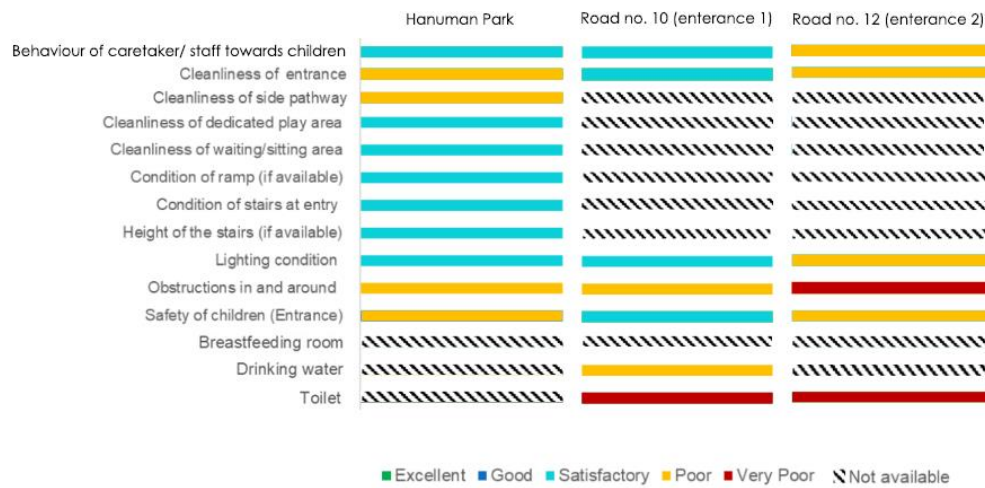 Hanuman Park Road no. 10 (enterance 1) Road no. 12 (enterance 2)
Behaviour of caretaker/ staff towards children
Cleanliness of entrance
Cleanliness of side pathway
Cleanliness of dedicated play area
Cleanliness of waiting/sitting area
Condition of ramp (if available)
Condition of stairs at entry
Height of the stairs (if available)
Lighting condition
Obstructions in and around
Safety of children (Entrance)
Breastfeeding room
Drinking water
Toilet
Excellent Good Satisfactory Poor Very Poor Not available